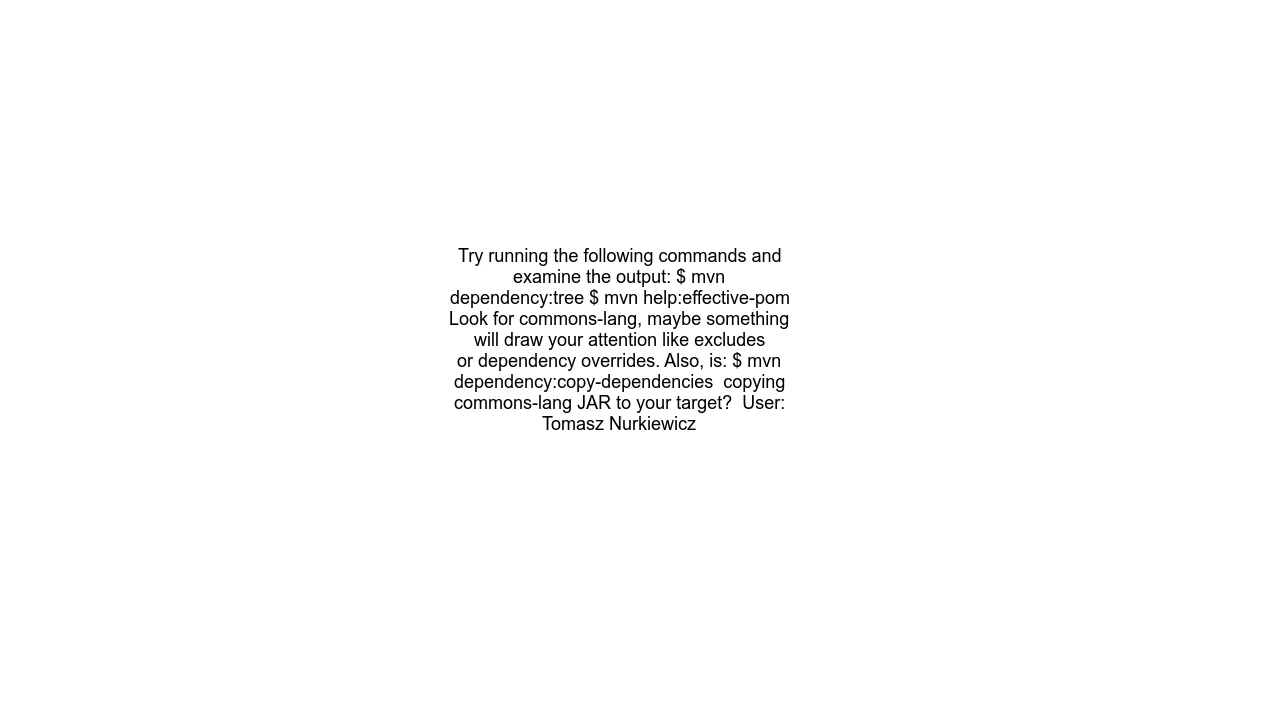 Try running the following commands and
examine the output: $ mvn
dependency:tree $ mvn help:effective-pom
Look for commons-lang, maybe something
will draw your attention like excludes
or dependency overrides. Also, is: $ mvn
dependency:copy-dependencies  copying
commons-lang JAR to your target?  User:
Tomasz Nurkiewicz